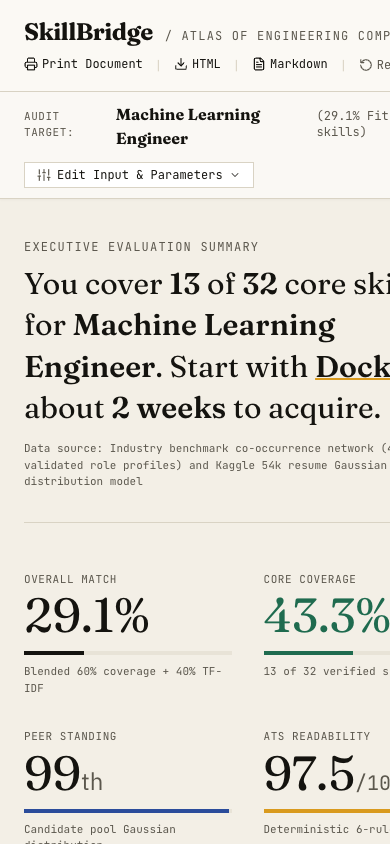 SkillBridge / ATLAS OF ENGINEERING COMP
Print Document | HTML | Markdown | Re
AUDIT TARGET: Machine Learning Engineer (29.1% Fit skills)
Edit Input & Parameters
EXECUTIVE EVALUATION SUMMARY
You cover 13 of 32 core ski
for Machine Learning
Engineer. Start with Dock
about 2 weeks to acquire.
Data source: Industry benchmark co-occurrence network (4
validated role profiles) and Kaggle 54k resume Gaussian
distribution model
OVERALL MATCH
29.1%
Blended 60% coverage + 40% TF-
IDF
CORE COVERAGE
43.3%
13 of 32 verified s
PEER STANDING
99th
Candidate pool Gaussian
distribution
ATS READABILITY
97.5/10
Deterministic 6-rul